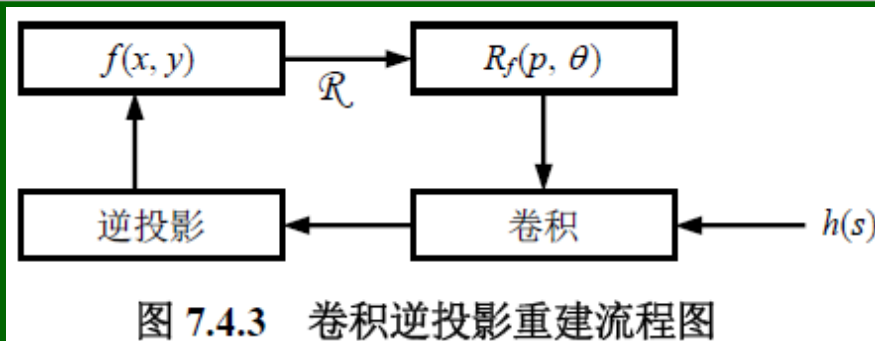 f(x, y)
R_f(p, θ)
ℛ
逆投影
卷积
h(s)
图 7.4.3 卷积逆投影重建流程图